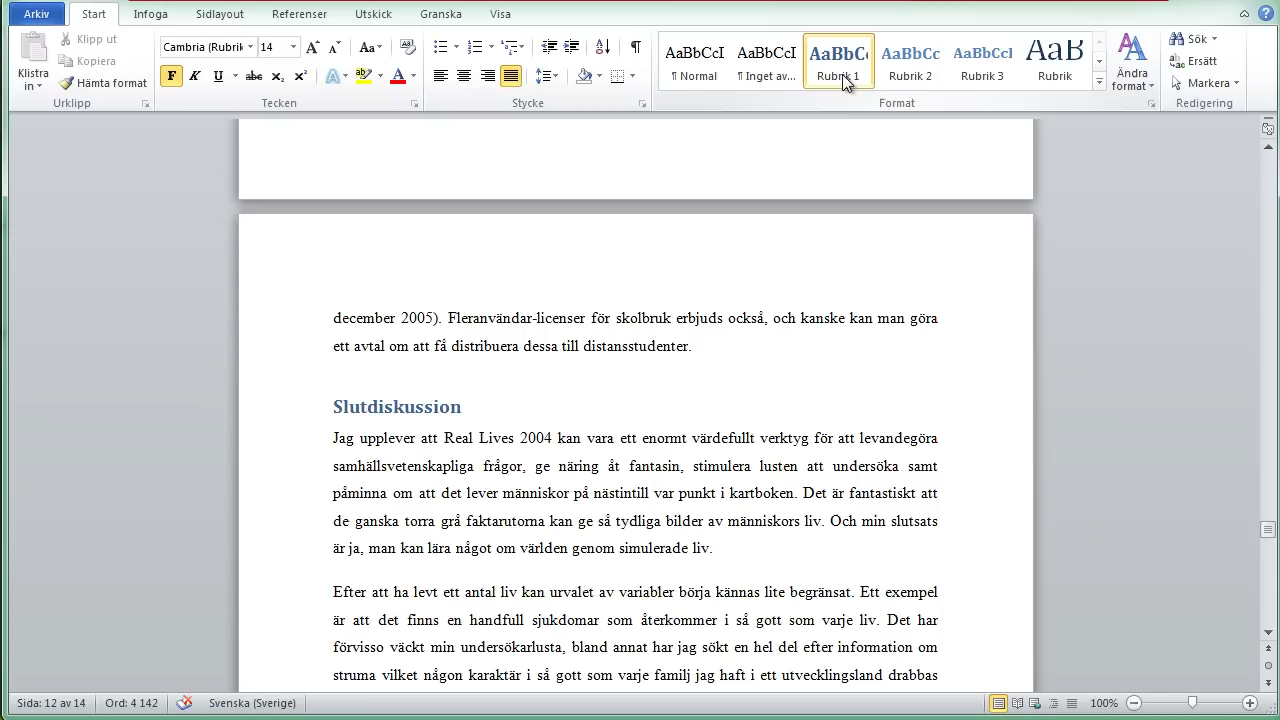 Arkiv Start Infoga Sidlayout Referenser Utskick Granska Visa
Klistra in
Klipp ut
Kopiera
Hämta format
Urklipp
Cambria (Rubrik 14
F K U abc x₂ x² A A
Tecken
Stycke
AaBbCcI AaBbCcI AaBbCc AaBbCc AaBbCcI AaB
¶ Normal ¶ Inget av... Rubrik 1 Rubrik 2 Rubrik 3 Rubrik
Ändra format
Format
Sök
Ersätt
Markera
Redigering
december 2005). Fleranvändar-licenser för skolbruk erbjuds också, och kanske kan man göra
ett avtal om att få distribuera dessa till distansstudenter.
Slutdiskussion
Jag upplever att Real Lives 2004 kan vara ett enormt värdefullt verktyg för att levandegöra
samhällsvetenskapliga frågor, ge näring åt fantasin, stimulera lusten att undersöka samt
påminna om att det lever människor på nästintill var punkt i kartboken. Det är fantastiskt att
de ganska torra grå faktarutorna kan ge så tydliga bilder av människors liv. Och min slutsats
är ja, man kan lära något om världen genom simulerade liv.
Efter att ha levt ett antal liv kan urvalet av variabler börja kännas lite begränsat. Ett exempel
är att det finns en handfull sjukdomar som återkommer i så gott som varje liv. Det har
förvisso väckt min undersökarlusta, bland annat har jag sökt en hel del efter information om
struma vilket någon karaktär i så gott som varje familj jag haft i ett utvecklingsland drabbas
Sida: 12 av 14 Ord: 4 142 Svenska (Sverige) 100%